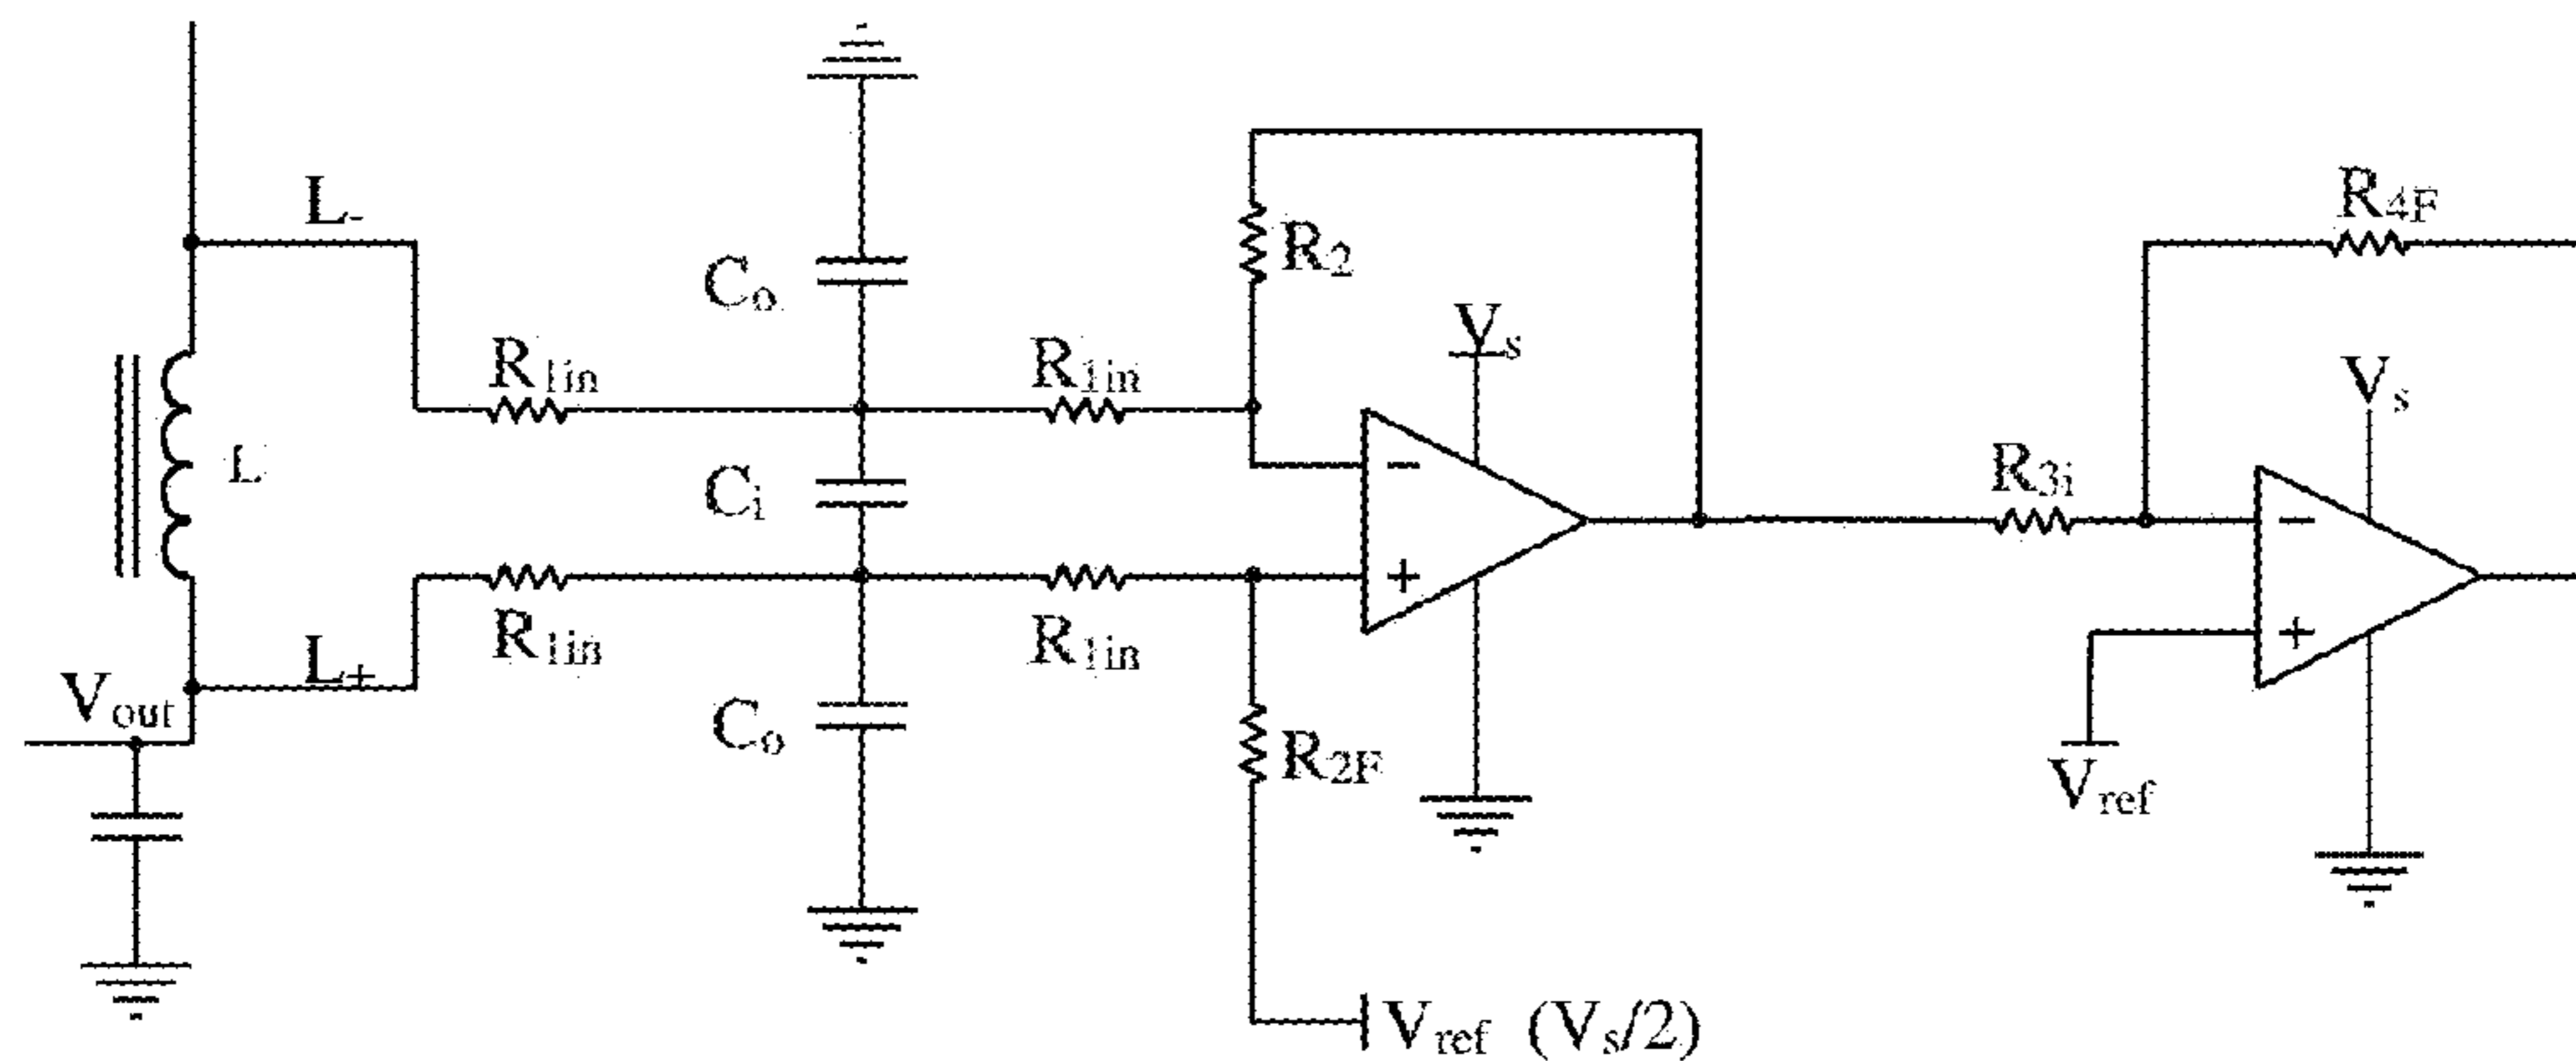 L-
R4F
Co
R2
Vs
R1in
R1in
Vs
L
Ci
R3i
L+
R1in
R1in
Vout
Co
R2F
Vref
Vref (Vs/2)
-
+
-
+